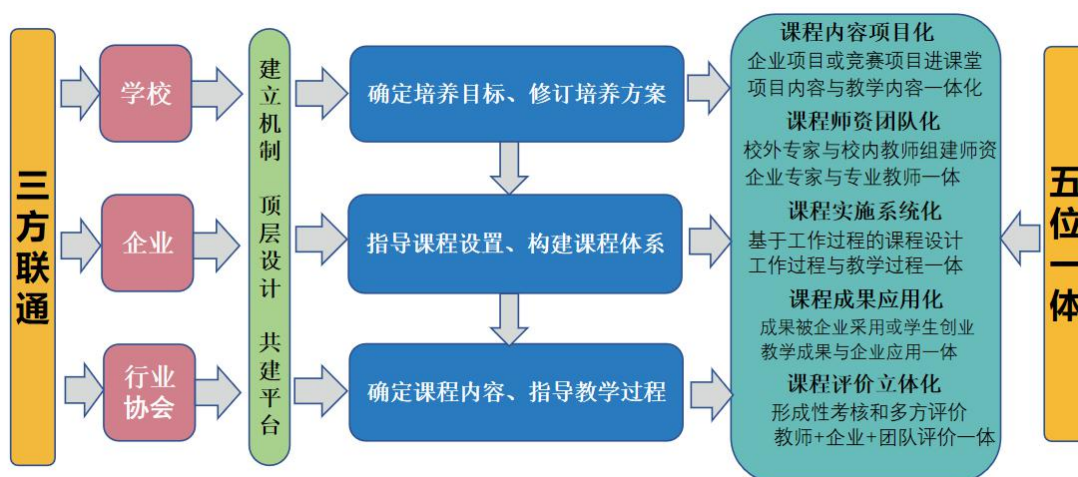 三方联通
学校
企业
行业
协会
建立机制 顶层设计 共建平台
确定培养目标、修订培养方案
指导课程设置、构建课程体系
确定课程内容、指导教学过程
课程内容项目化
企业项目或竞赛项目进课堂
项目内容与教学内容一体化
课程师资团队化
校外专家与校内教师组建师资
企业专家与专业教师一体
课程实施系统化
基于工作过程的课程设计
工作过程与教学过程一体
课程成果应用化
成果被企业采用或学生创业
教学成果与企业应用一体
课程评价立体化
形成性考核和多方评价
教师+企业+团队评价一体
五位一体